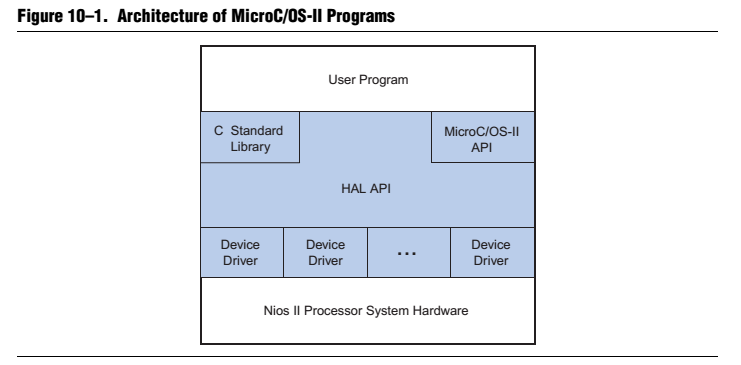 Figure 10–1. Architecture of MicroC/OS-II Programs
User Program
C Standard
Library
MicroC/OS-II
API
HAL API
Device
Driver
Device
Driver
...
Device
Driver
Nios II Processor System Hardware